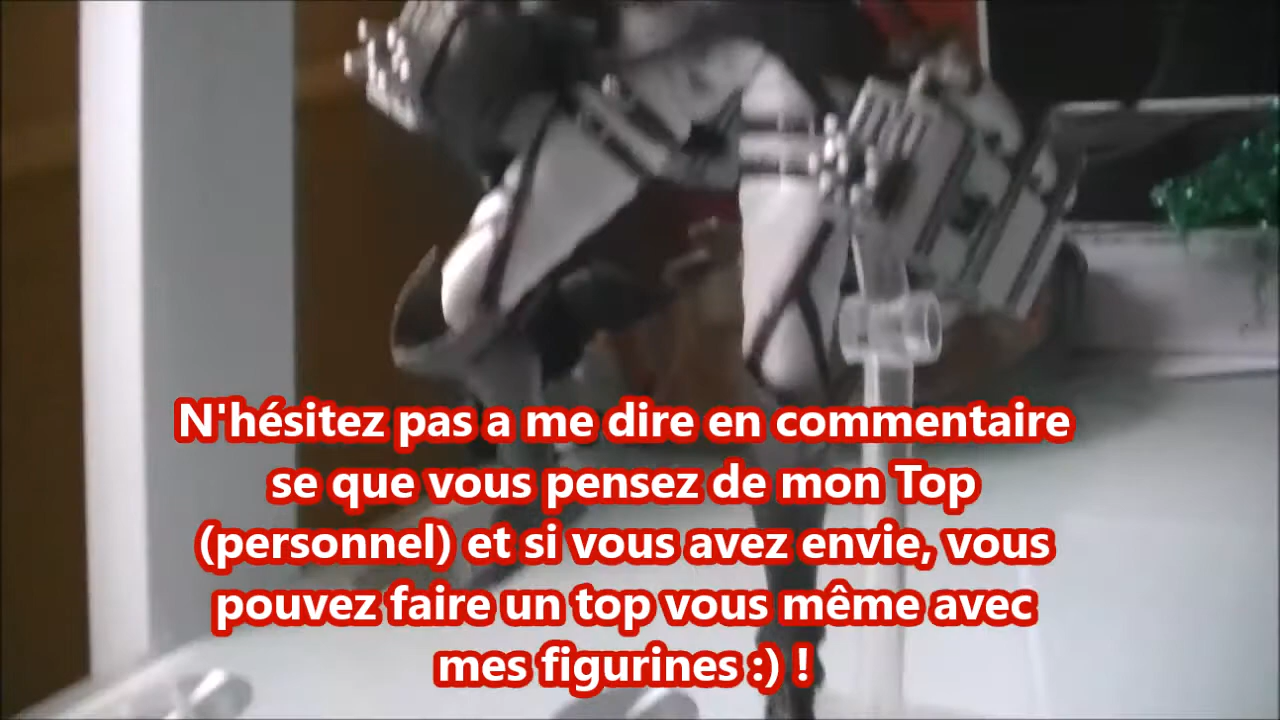 N'hésitez pas a me dire en commentaire
se que vous pensez de mon Top
(personnel) et si vous avez envie, vous
pouvez faire un top vous même avec
mes figurines :) !